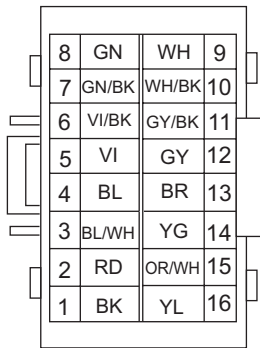 8 GN WH 9
7 GN/BK WH/BK 10
6 VI/BK GY/BK 11
5 VI GY 12
4 BL BR 13
3 BL/WH YG 14
2 RD OR/WH 15
1 BK YL 16